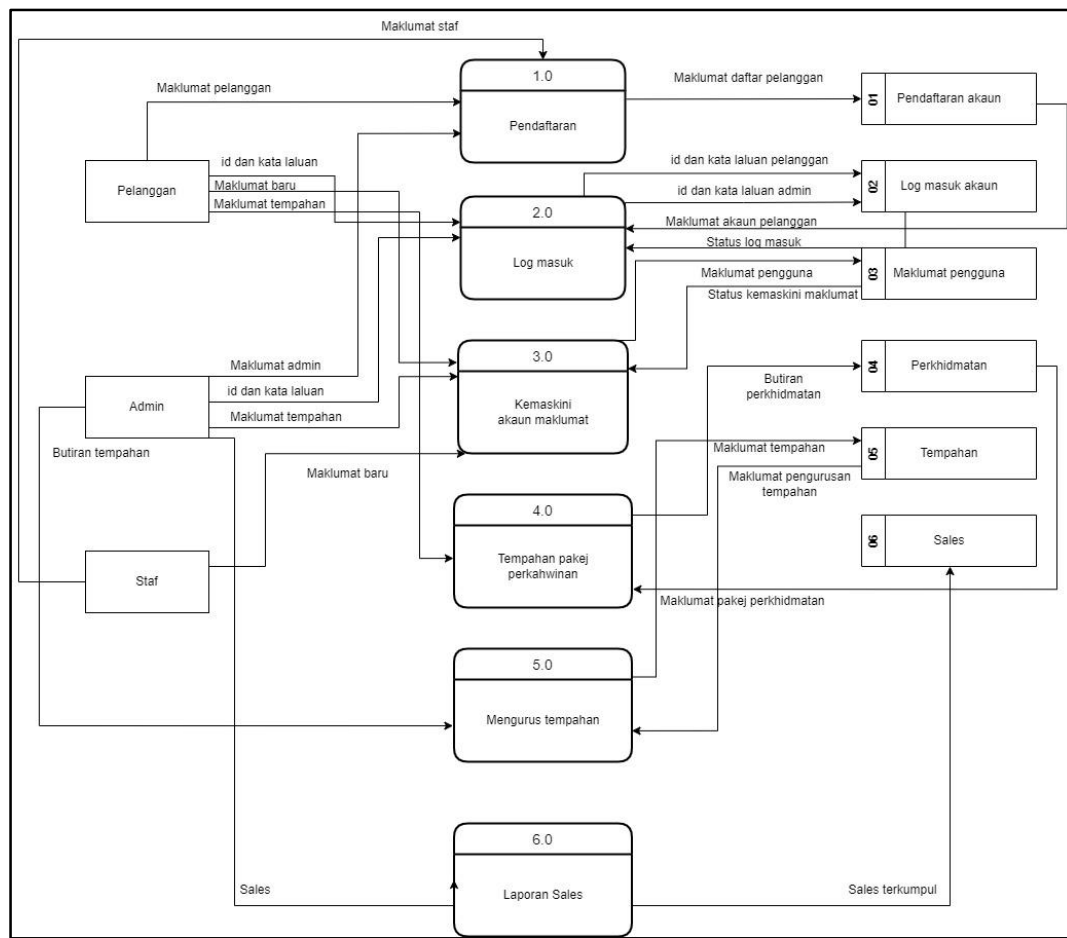 Maklumat staf
1.0
Pendaftaran
Maklumat pelanggan
Maklumat daftar pelanggan
01
Pendaftaran akaun
Pelanggan
id dan kata laluan
Maklumat baru
Maklumat tempahan
id dan kata laluan pelanggan
id dan kata laluan admin
02
Log masuk akaun
2.0
Log masuk
Maklumat akaun pelanggan
Status log masuk
Maklumat pengguna
Status kemaskini maklumat
03
Maklumat pengguna
3.0
Kemaskini
akaun maklumat
Maklumat admin
id dan kata laluan
Maklumat tempahan
Admin
Butiran tempahan
Butiran
perkhidmatan
04
Perkhidmatan
Maklumat baru
Maklumat tempahan
Maklumat pengurusan
tempahan
05
Tempahan
4.0
Tempahan pakej
perkahwinan
06
Sales
Staf
Maklumat pakej perkhidmatan
5.0
Mengurus tempahan
6.0
Laporan Sales
Sales
Sales terkumpul